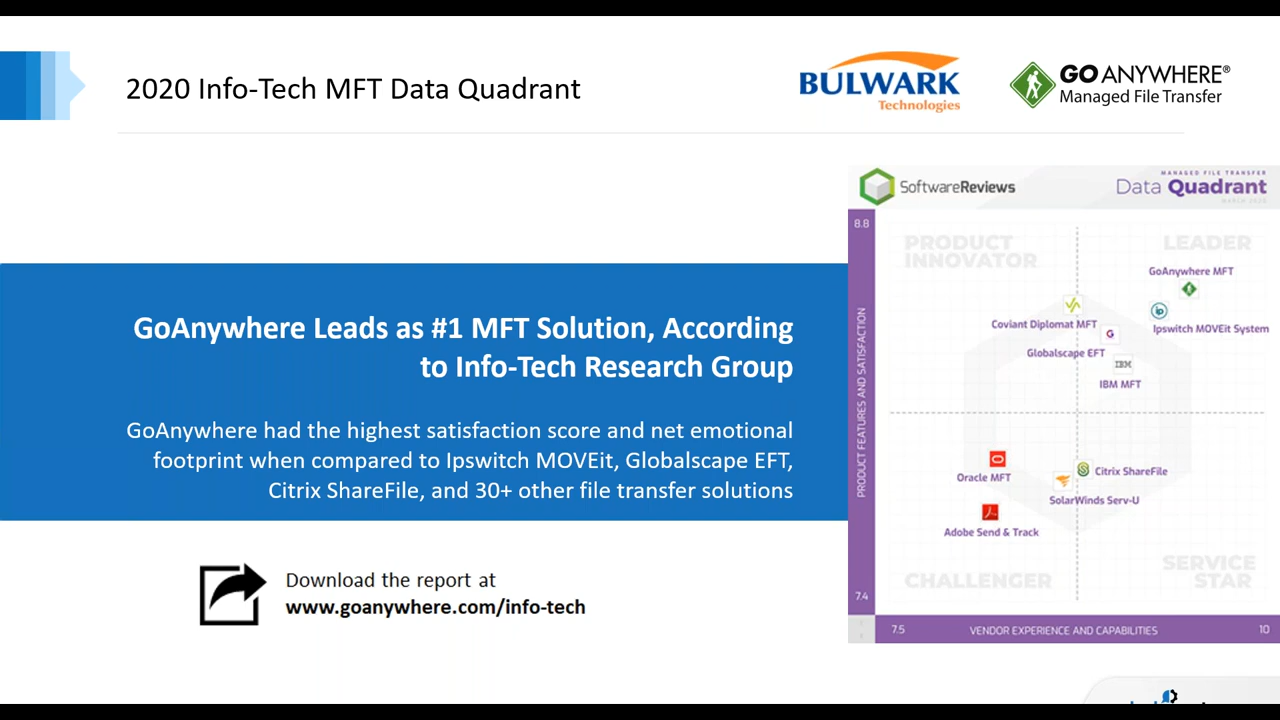 2020 Info-Tech MFT Data Quadrant
BULWARK
Technologies
GO ANYWHERE®
Managed File Transfer
GoAnywhere Leads as #1 MFT Solution, According
to Info-Tech Research Group
GoAnywhere had the highest satisfaction score and net emotional
footprint when compared to Ipswitch MOVEit, Globalscape EFT,
Citrix ShareFile, and 30+ other file transfer solutions
Download the report at
www.goanywhere.com/info-tech
SoftwareReviews
MANAGED FILE TRANSFER
Data Quadrant
MARCH 2020
8.8
PRODUCT
INNOVATOR
LEADER
GoAnywhere MFT
ip
Ipswitch MOVEit System
Coviant Diplomat MFT
G
Globalscape EFT
IBM
IBM MFT
PRODUCT FEATURES AND SATISFACTION
Oracle MFT
Citrix ShareFile
SolarWinds Serv-U
Adobe Send & Track
CHALLENGER
SERVICE
STAR
7.4
7.5
VENDOR EXPERIENCE AND CAPABILITIES
10